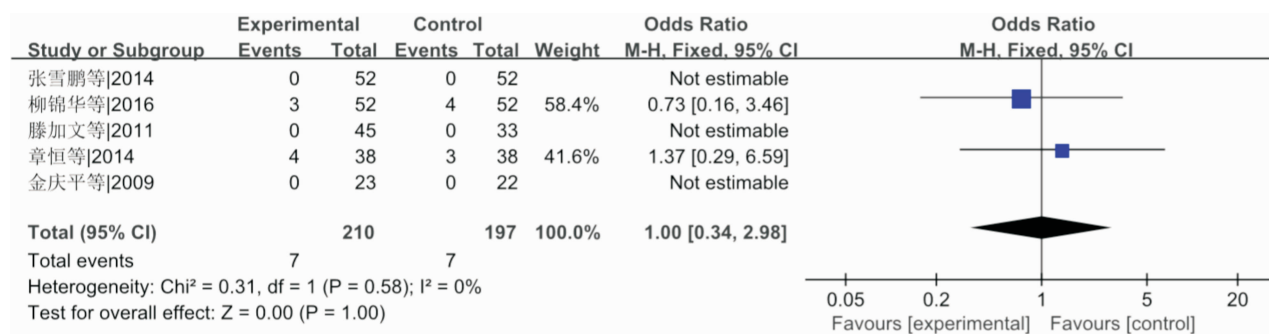 Experimental Control Odds Ratio Odds Ratio
Study or Subgroup Events Total Events Total Weight M-H, Fixed, 95% CI M-H, Fixed, 95% CI
张雪鹏等|2014 0 52 0 52 Not estimable
柳锦华等|2016 3 52 4 52 58.4% 0.73 [0.16, 3.46]
滕加文等|2011 0 45 0 33 Not estimable
章恒等|2014 4 38 3 38 41.6% 1.37 [0.29, 6.59]
金庆平等|2009 0 23 0 22 Not estimable
Total (95% CI) 210 197 100.0% 1.00 [0.34, 2.98]
Total events 7 7
Heterogeneity: Chi² = 0.31, df = 1 (P = 0.58); I² = 0%
Test for overall effect: Z = 0.00 (P = 1.00)
0.05 0.2 1 5 20
Favours [experimental] Favours [control]